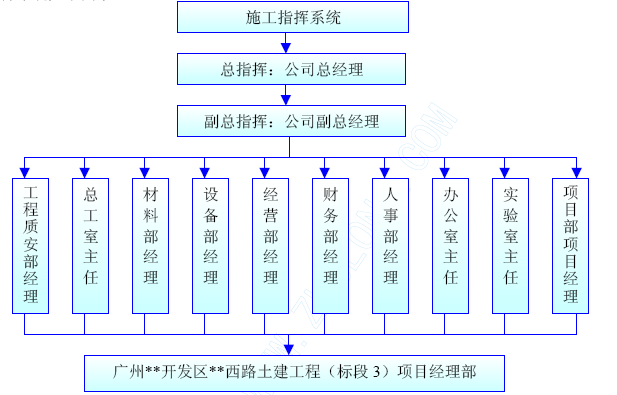 施工指挥系统
总指挥：公司总经理
副总指挥：公司副总经理
工程质安部经理
总工室主任
材料部经理
设备部经理
经营部经理
财务部经理
人事部经理
办公室主任
实验室主任
项目部项目经理
广州**开发区**西路土建工程（标段 3）项目经理部